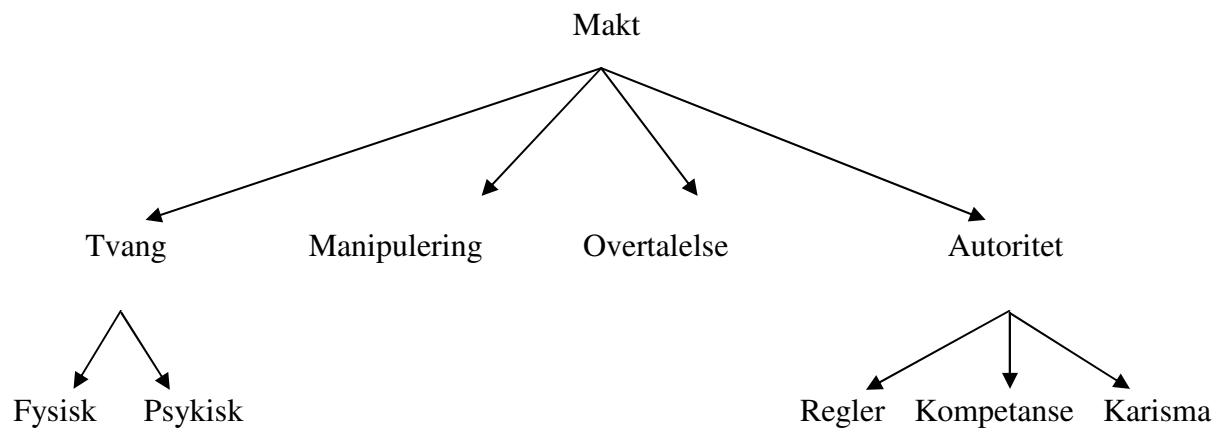 Makt
Tvang Manipulering Overtalelse Autoritet
Fysisk Psykisk Regler Kompetanse Karisma